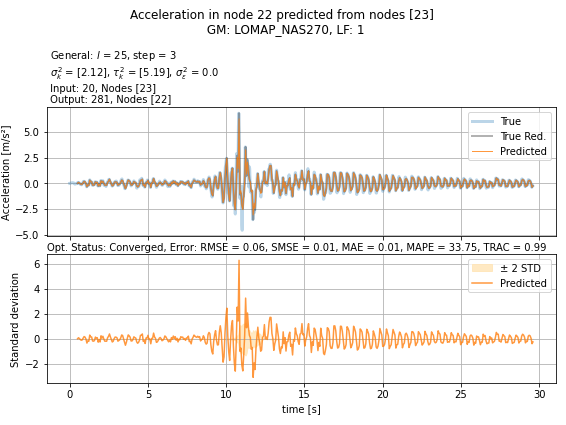 Acceleration in node 22 predicted from nodes [23]
GM: LOMAP_NAS270, LF: 1
General: l = 25, step = 3
σ²ₖ = [2.12], τ²ₖ = [5.19], σ²ε = 0.0
Input: 20, Nodes [23]
Output: 281, Nodes [22]
Acceleration [m/s²]
5.0
2.5
0.0
−2.5
−5.0
True
True Red.
Predicted
Opt. Status: Converged, Error: RMSE = 0.06, SMSE = 0.01, MAE = 0.01, MAPE = 33.75, TRAC = 0.99
Standard deviation
6
4
2
0
−2
± 2 STD
Predicted
0
5
10
15
20
25
30
time [s]